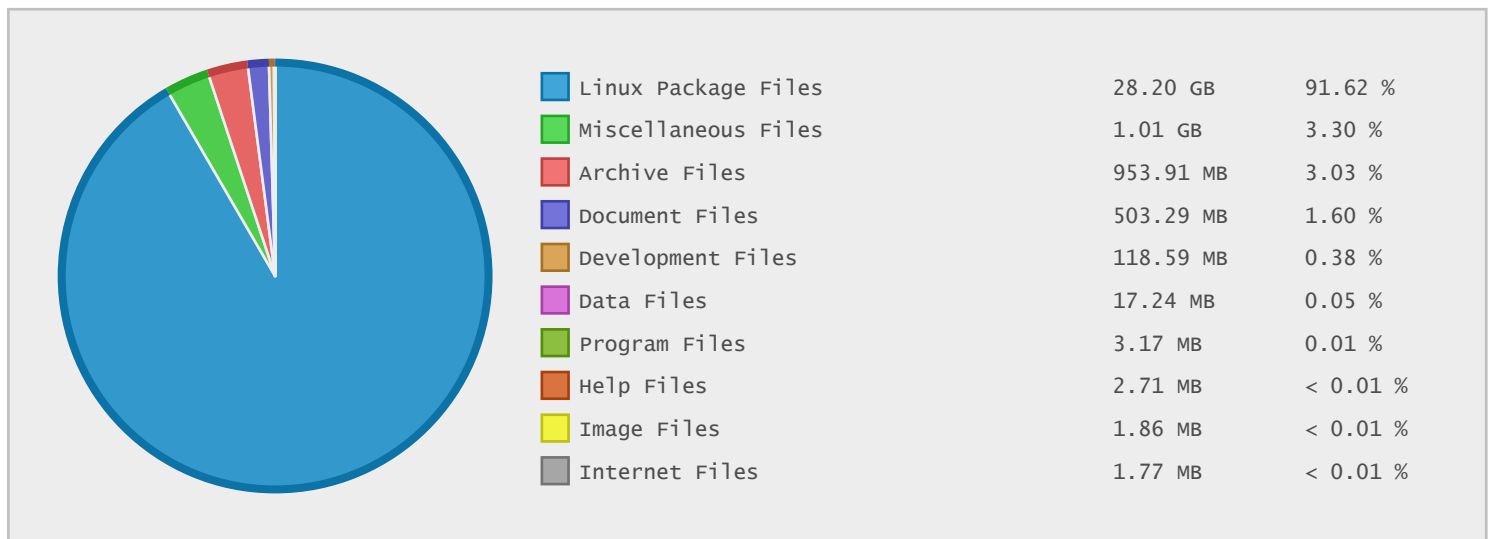 Linux Package Files 28.20 GB 91.62 %
Miscellaneous Files 1.01 GB 3.30 %
Archive Files 953.91 MB 3.03 %
Document Files 503.29 MB 1.60 %
Development Files 118.59 MB 0.38 %
Data Files 17.24 MB 0.05 %
Program Files 3.17 MB 0.01 %
Help Files 2.71 MB < 0.01 %
Image Files 1.86 MB < 0.01 %
Internet Files 1.77 MB < 0.01 %